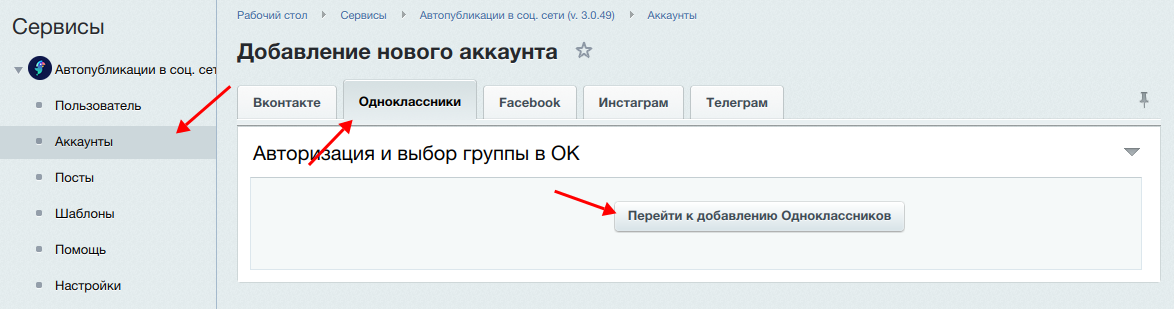 Сервисы
Автопубликации в соц. сет
Пользователь
Аккаунты
Посты
Шаблоны
Помощь
Настройки
Рабочий стол Сервисы Автопубликации в соц. сети (v. 3.0.49) Аккаунты
Добавление нового аккаунта
Вконтакте Одноклассники Facebook Инстаграм Телеграм
Авторизация и выбор группы в ОК
Перейти к добавлению Одноклассников